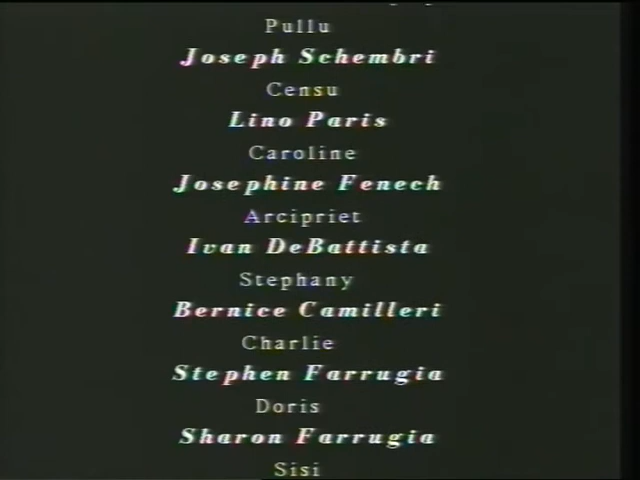 Pullu
Joseph Schembri
Censu
Lino Paris
Caroline
Josephine Fenech
Arcipriet
Ivan DeBattista
Stephany
Bernice Camilleri
Charlie
Stephen Farrugia
Doris
Sharon Farrugia
Sisi